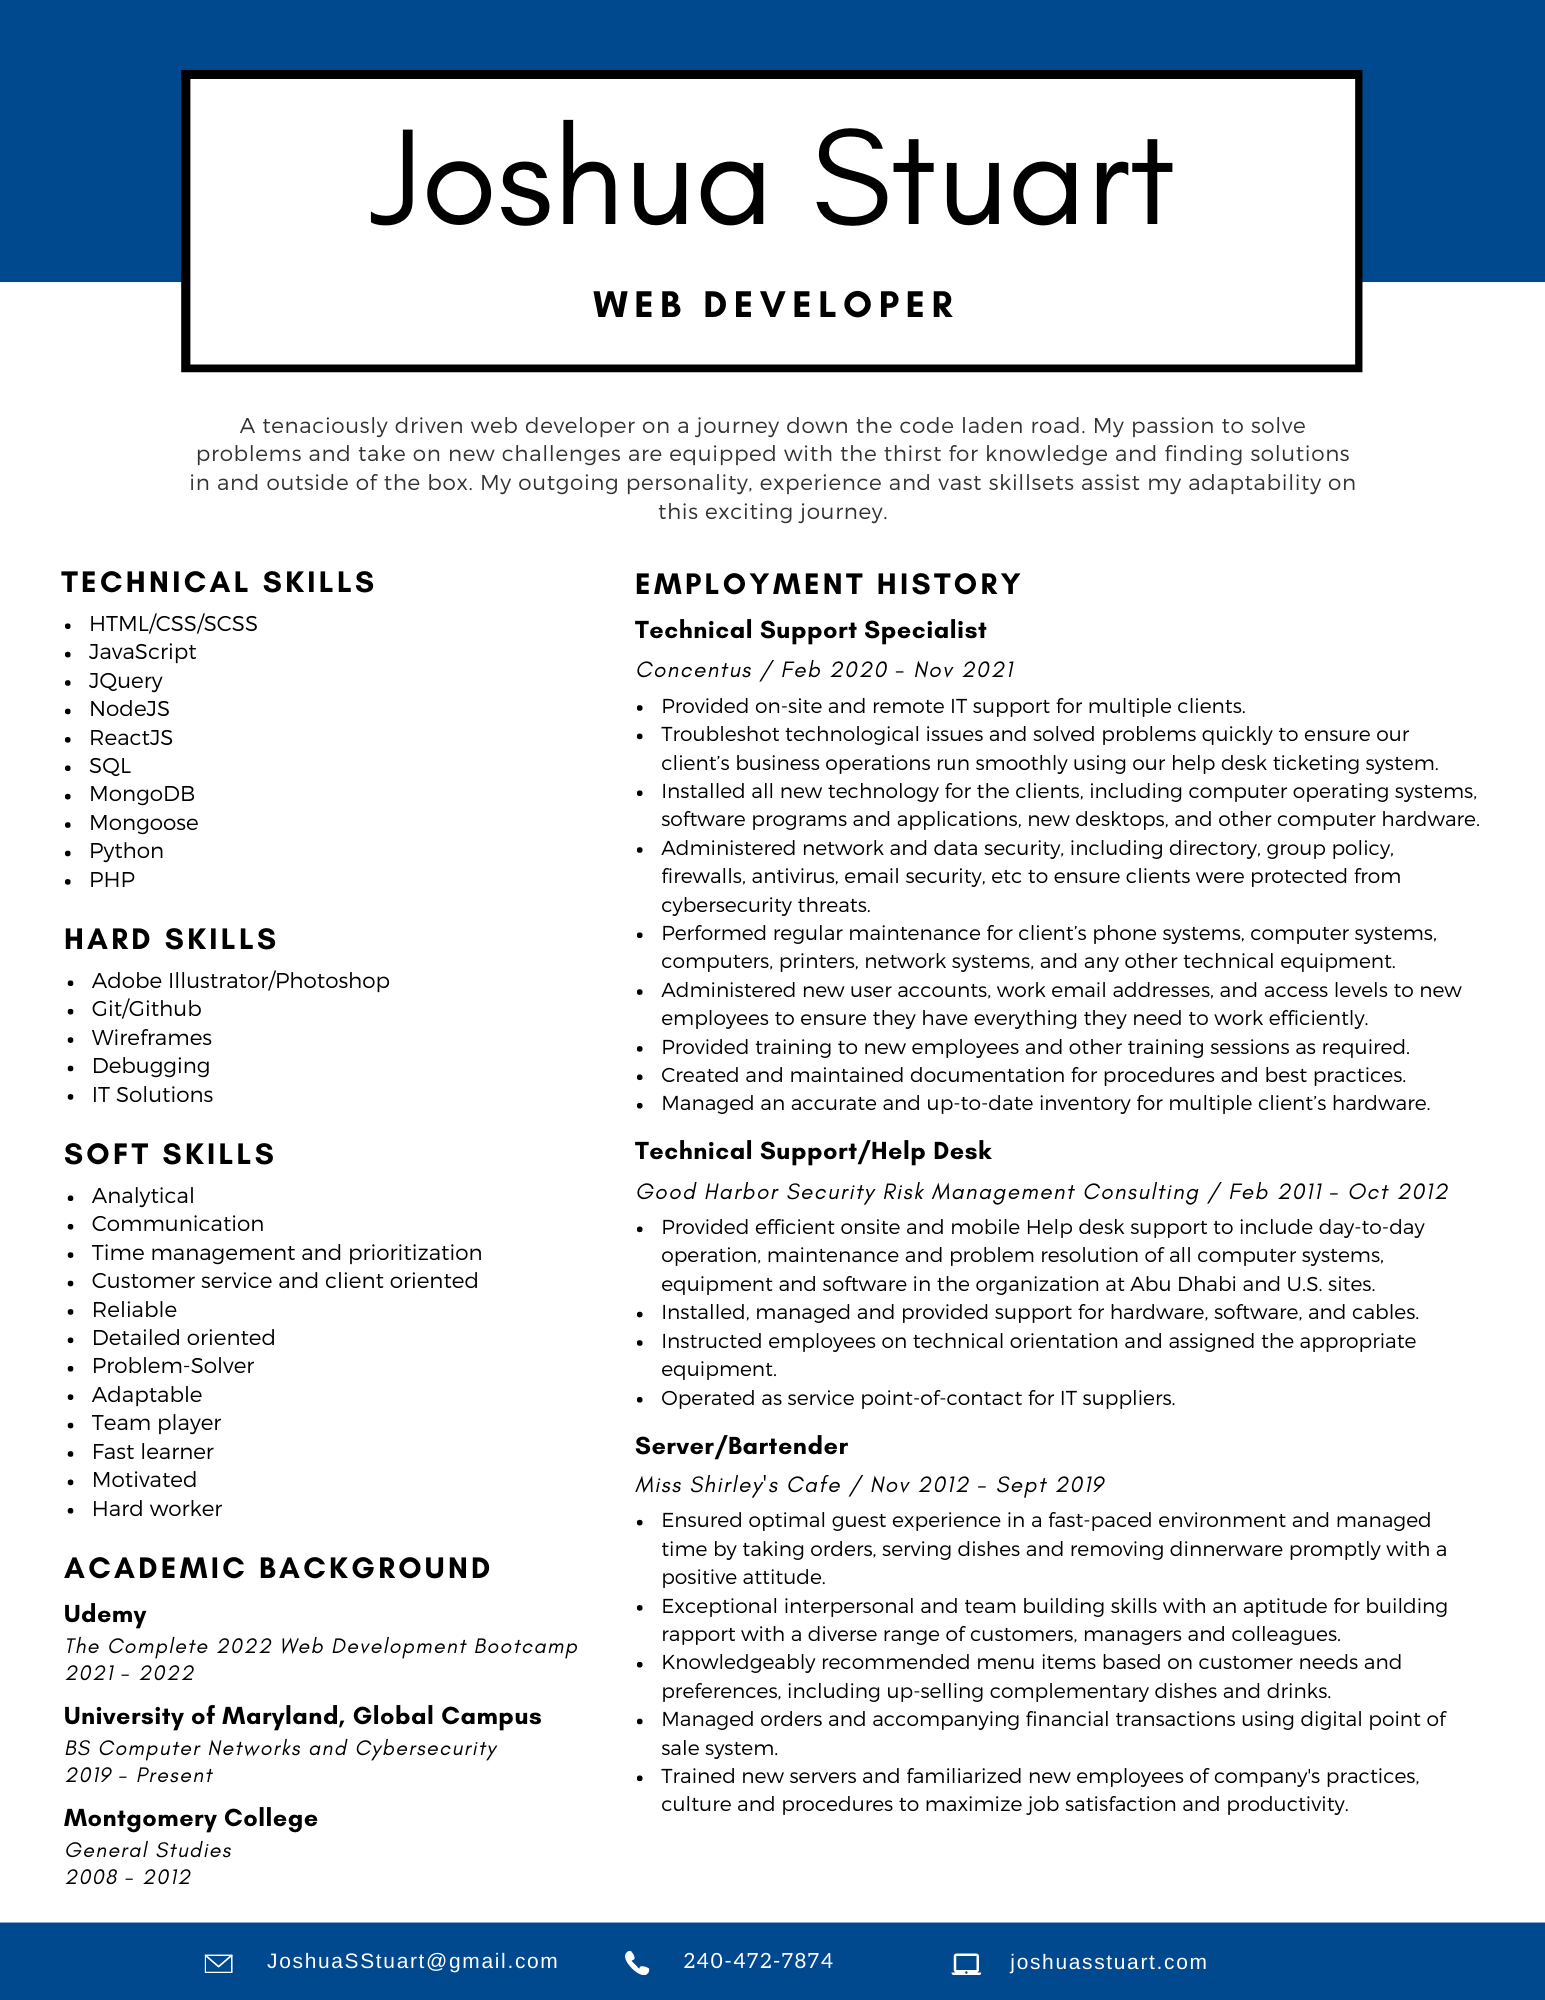 Joshua Stuart
WEB DEVELOPER
A tenaciously driven web developer on a journey down the code laden road. My passion to solve
problems and take on new challenges are equipped with the thirst for knowledge and finding solutions
in and outside of the box. My outgoing personality, experience and vast skillsets assist my adaptability on
this exciting journey.
TECHNICAL SKILLS
• HTML/CSS/SCSS
• JavaScript
• JQuery
• NodeJS
• ReactJS
• SQL
• MongoDB
• Mongoose
• Python
• PHP
HARD SKILLS
• Adobe Illustrator/Photoshop
• Git/Github
• Wireframes
• Debugging
• IT Solutions
SOFT SKILLS
• Analytical
• Communication
• Time management and prioritization
• Customer service and client oriented
• Reliable
• Detailed oriented
• Problem-Solver
• Adaptable
• Team player
• Fast learner
• Motivated
• Hard worker
ACADEMIC BACKGROUND
Udemy
The Complete 2022 Web Development Bootcamp
2021 – 2022
University of Maryland, Global Campus
BS Computer Networks and Cybersecurity
2019 – Present
Montgomery College
General Studies
2008 – 2012
EMPLOYMENT HISTORY
Technical Support Specialist
Concentus / Feb 2020 – Nov 2021
• Provided on-site and remote IT support for multiple clients.
• Troubleshot technological issues and solved problems quickly to ensure our
client’s business operations run smoothly using our help desk ticketing system.
• Installed all new technology for the clients, including computer operating systems,
software programs and applications, new desktops, and other computer hardware.
• Administered network and data security, including directory, group policy,
firewalls, antivirus, email security, etc to ensure clients were protected from
cybersecurity threats.
• Performed regular maintenance for client’s phone systems, computer systems,
computers, printers, network systems, and any other technical equipment.
• Administered new user accounts, work email addresses, and access levels to new
employees to ensure they have everything they need to work efficiently.
• Provided training to new employees and other training sessions as required.
• Created and maintained documentation for procedures and best practices.
• Managed an accurate and up-to-date inventory for multiple client’s hardware.
Technical Support/Help Desk
Good Harbor Security Risk Management Consulting / Feb 2011 – Oct 2012
• Provided efficient onsite and mobile Help desk support to include day-to-day
operation, maintenance and problem resolution of all computer systems,
equipment and software in the organization at Abu Dhabi and U.S. sites.
• Installed, managed and provided support for hardware, software, and cables.
• Instructed employees on technical orientation and assigned the appropriate
equipment.
• Operated as service point-of-contact for IT suppliers.
Server/Bartender
Miss Shirley's Cafe / Nov 2012 – Sept 2019
• Ensured optimal guest experience in a fast-paced environment and managed
time by taking orders, serving dishes and removing dinnerware promptly with a
positive attitude.
• Exceptional interpersonal and team building skills with an aptitude for building
rapport with a diverse range of customers, managers and colleagues.
• Knowledgeably recommended menu items based on customer needs and
preferences, including up-selling complementary dishes and drinks.
• Managed orders and accompanying financial transactions using digital point of
sale system.
• Trained new servers and familiarized new employees of company's practices,
culture and procedures to maximize job satisfaction and productivity.
JoshuaSStuart@gmail.com
240-472-7874
joshuasstuart.com